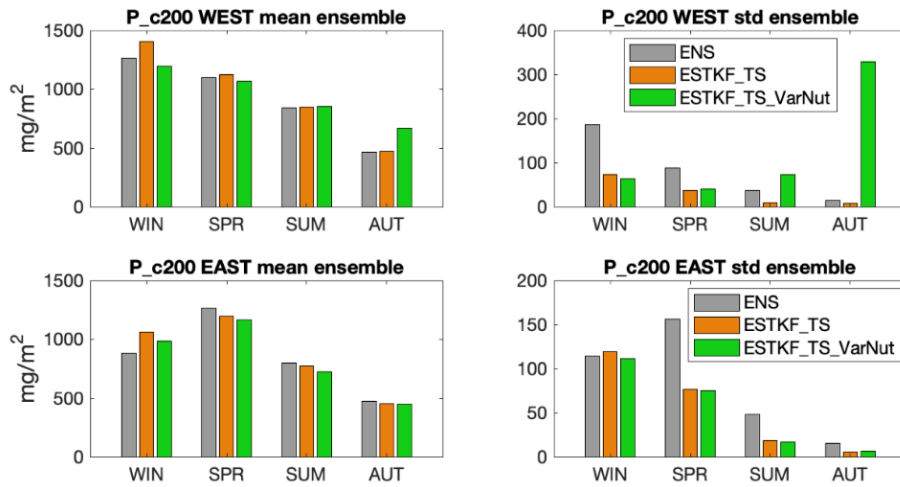 P_c200 WEST mean ensemble
1500
1000
500
0
mg/m²
WIN SPR SUM AUT
P_c200 WEST std ensemble
400
300
200
100
0
ENS
ESTKF_TS
ESTKF_TS_VarNut
WIN SPR SUM AUT
P_c200 EAST mean ensemble
1500
1000
500
0
mg/m²
WIN SPR SUM AUT
P_c200 EAST std ensemble
200
150
100
50
0
ENS
ESTKF_TS
ESTKF_TS_VarNut
WIN SPR SUM AUT